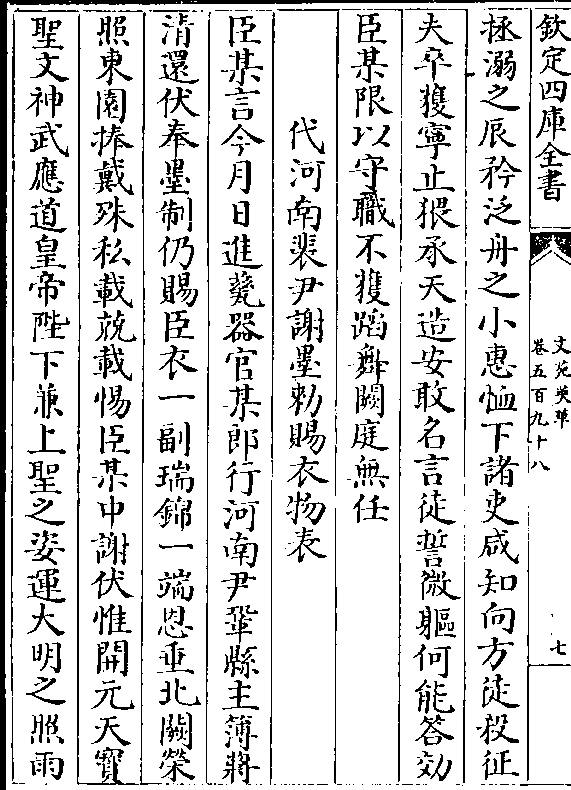 欽定四庫全書
文苑英華
卷五百九十八
七
拯溺之辰矜泛舟之小惠恤下諸吏咸知向方徒殺征
夫卒獲寧止猥承天造安敢名言徒誓微軀何能答効
臣某限以守職不獲蹈舞闕庭無任
代河南裴尹謝墨勅賜衣物表
臣某言今月日進甆器官某郎行河南尹鞏縣主簿蔣
清還伏奉墨制仍賜臣衣一副瑞錦一端恩垂北闕榮
照東園捧戴殊私載兢載惕臣某中謝伏惟開元天寶
聖文神武應道皇帝陛下兼上聖之姿運大明之照雨